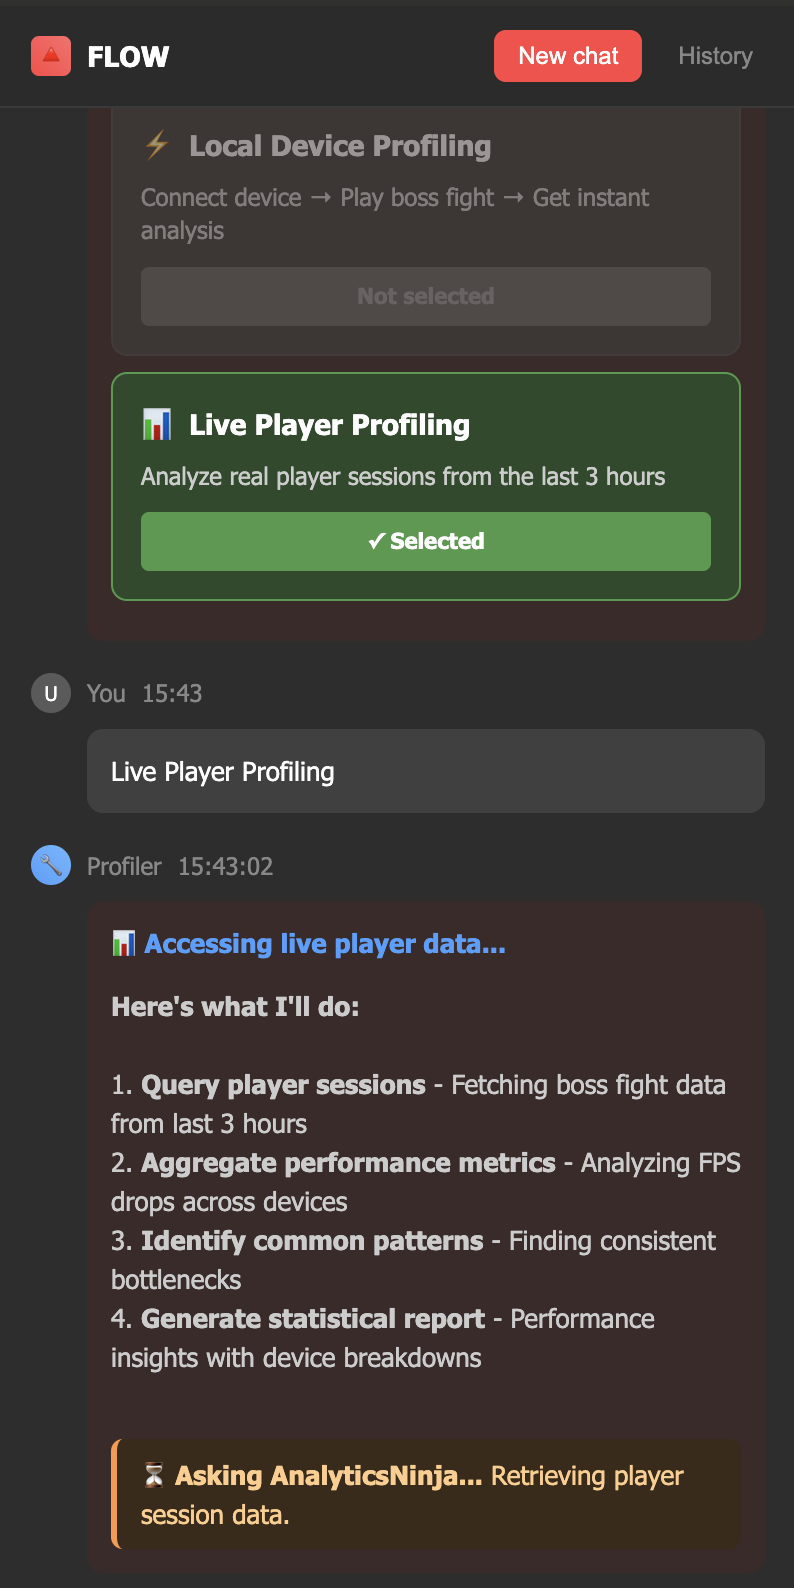 FLOW
New chat
History
Local Device Profiling
Connect device → Play boss fight → Get instant
analysis
Not selected
Live Player Profiling
Analyze real player sessions from the last 3 hours
✓ Selected
U
You 15:43
Live Player Profiling
Profiler 15:43:02
Accessing live player data...
Here's what I'll do:
1. Query player sessions - Fetching boss fight data
from last 3 hours
2. Aggregate performance metrics - Analyzing FPS
drops across devices
3. Identify common patterns - Finding consistent
bottlenecks
4. Generate statistical report - Performance
insights with device breakdowns
Asking AnalyticsNinja... Retrieving player
session data.